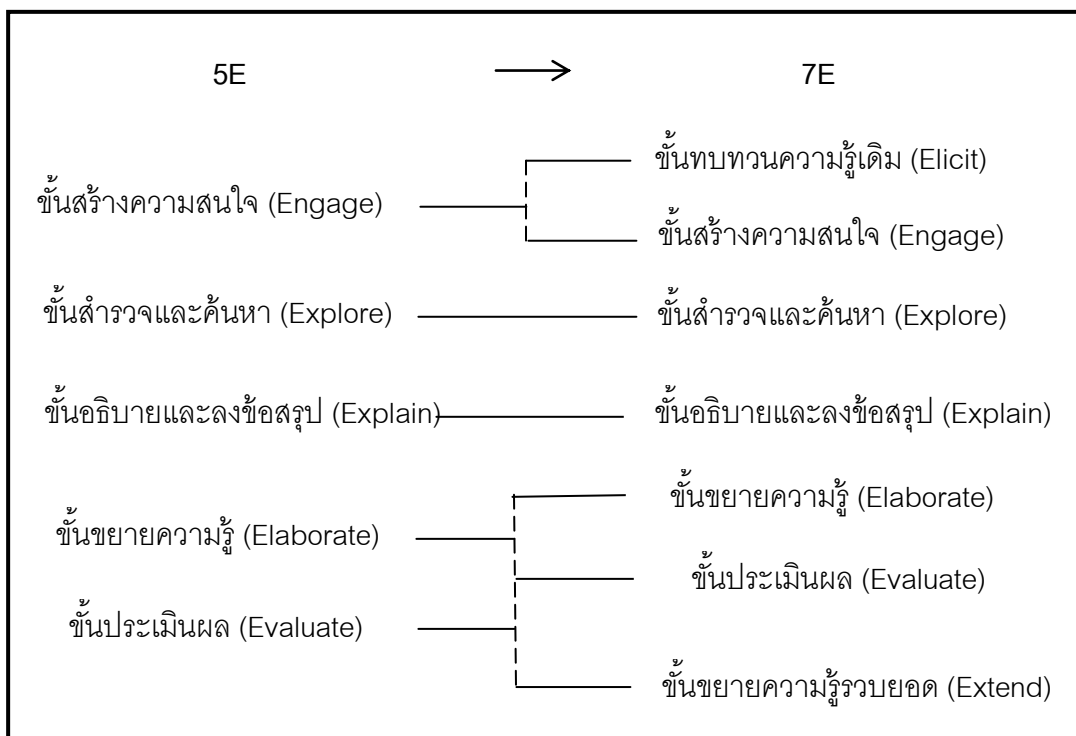 5E → 7E
ขั้นทบทวนความรู้เดิม (Elicit)
ขั้นสร้างความสนใจ (Engage)
ขั้นสร้างความสนใจ (Engage)
ขั้นสำรวจและค้นหา (Explore) ขั้นสำรวจและค้นหา (Explore)
ขั้นอธิบายและลงข้อสรุป (Explain) ขั้นอธิบายและลงข้อสรุป (Explain)
ขั้นขยายความรู้ (Elaborate)
ขั้นขยายความรู้ (Elaborate)
ขั้นประเมินผล (Evaluate)
ขั้นประเมินผล (Evaluate)
ขั้นขยายความรู้รวบยอด (Extend)